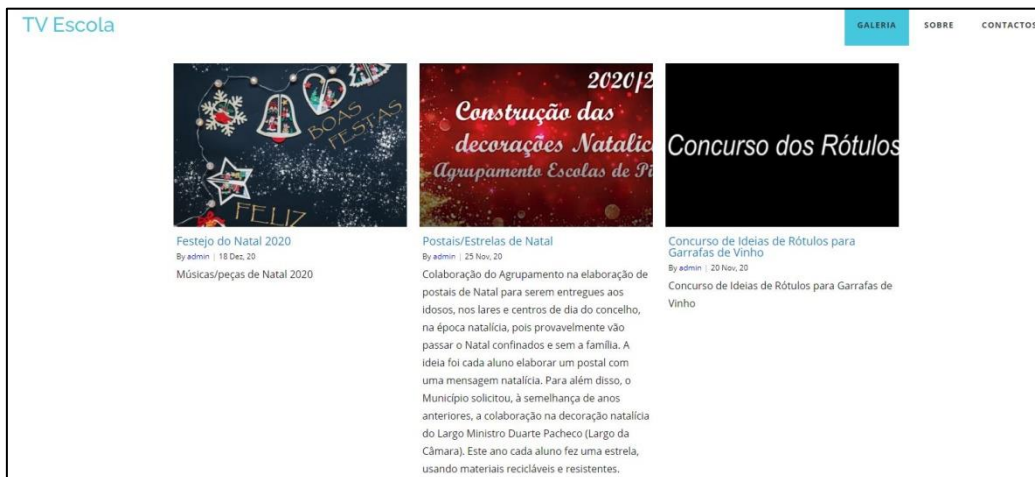 TV Escola
GALERIA SOBRE CONTACTOS
BOAS
FESTAS
FELIZ
Festejo do Natal 2020
By admin | 18 Dez, 20
Músicas/peças de Natal 2020
2020/2
Construção das
decorações Natalíc
Agrupamento Escolas de Pi
Postais/Estrelas de Natal
By admin | 25 Nov, 20
Colaboração do Agrupamento na elaboração de
postais de Natal para serem entregues aos
idosos, nos lares e centros de dia do concelho,
na época natalícia, pois provavelmente vão
passar o Natal confinados e sem a família. A
ideia foi cada aluno elaborar um postal com
uma mensagem natalícia. Para além disso, o
Município solicitou, à semelhança de anos
anteriores, a colaboração na decoração natalícia
do Largo Ministro Duarte Pacheco (Largo da
Câmara). Este ano cada aluno fez uma estrela,
usando materiais recicláveis e resistentes.
Concurso dos Rótulos
Concurso de Ideias de Rótulos para
Garrafas de Vinho
By admin | 20 Nov, 20
Concurso de Ideias de Rótulos para Garrafas de
Vinho